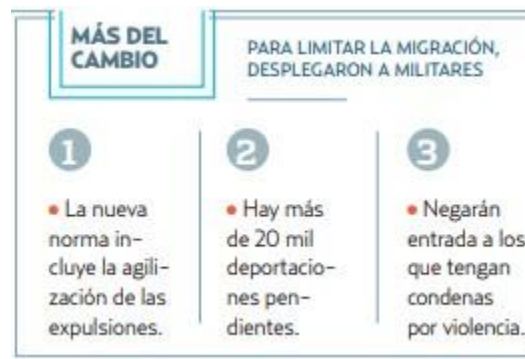 MÁS DEL
CAMBIO
PARA LIMITAR LA MIGRACIÓN,
DESPLEGARON A MILITARES
1
• La nueva
norma in-
cluye la agili-
zación de las
expulsiones.
2
• Hay más
de 20 mil
deportacio-
nes pen-
dientes.
3
• Negarán
entrada a los
que tengan
condenas
por violencia.